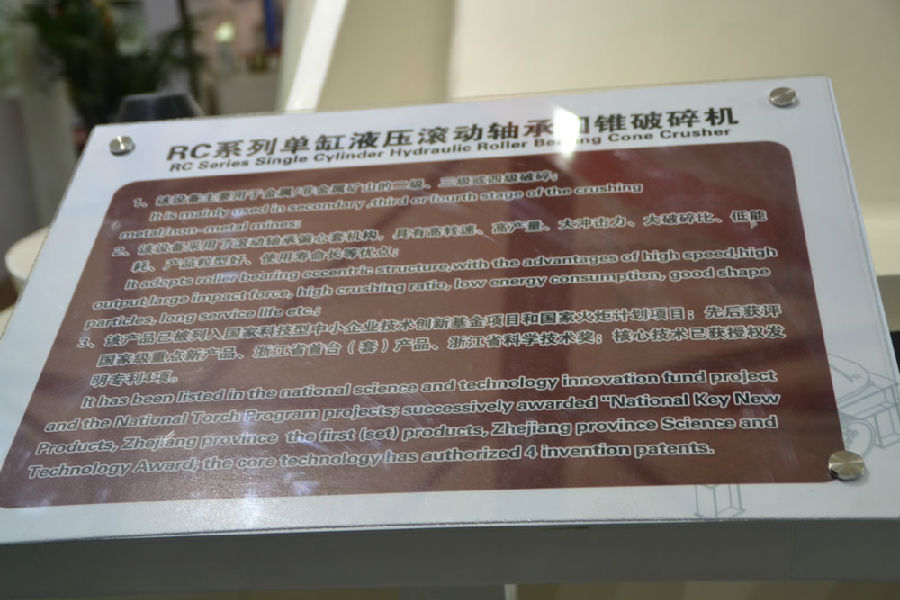 RC系列单缸液压滚动轴承圆锥破碎机
RC Series Single Cylinder Hydraulic Roller Bearing Cone Crusher
1、该设备主要用于金属/非金属矿山的二级、三级或四级破碎;
It is mainly used in secondary ,third or fourth stage of the crushing
metal/non-metal mines;
2、该设备采用了滚动轴承偏心套机构，具有高转速、高产量、大冲击力、大破碎比、低能
耗、产品粒型好、使用寿命长等优点;
It adopts roller bearing eccentric structure,with the advantages of high speed,high
output,large impact force, high crushing ratio, low energy consumption, good shape
particles, long service life etc.;
3、该产品已被列入国家科技型中小企业技术创新基金项目和国家火炬计划项目；先后获评
国家级重点新产品、浙江省首台（套）产品、浙江省科学技术奖；核心技术已获授权发
明专利4项。
It has been listed in the national science and technology innovation fund project
and the National Torch Program projects; successively awarded "National Key New
Products, Zhejiang province the first (set) products, Zhejiang province Science and
Technology Award; the core technology has authorized 4 invention patents.